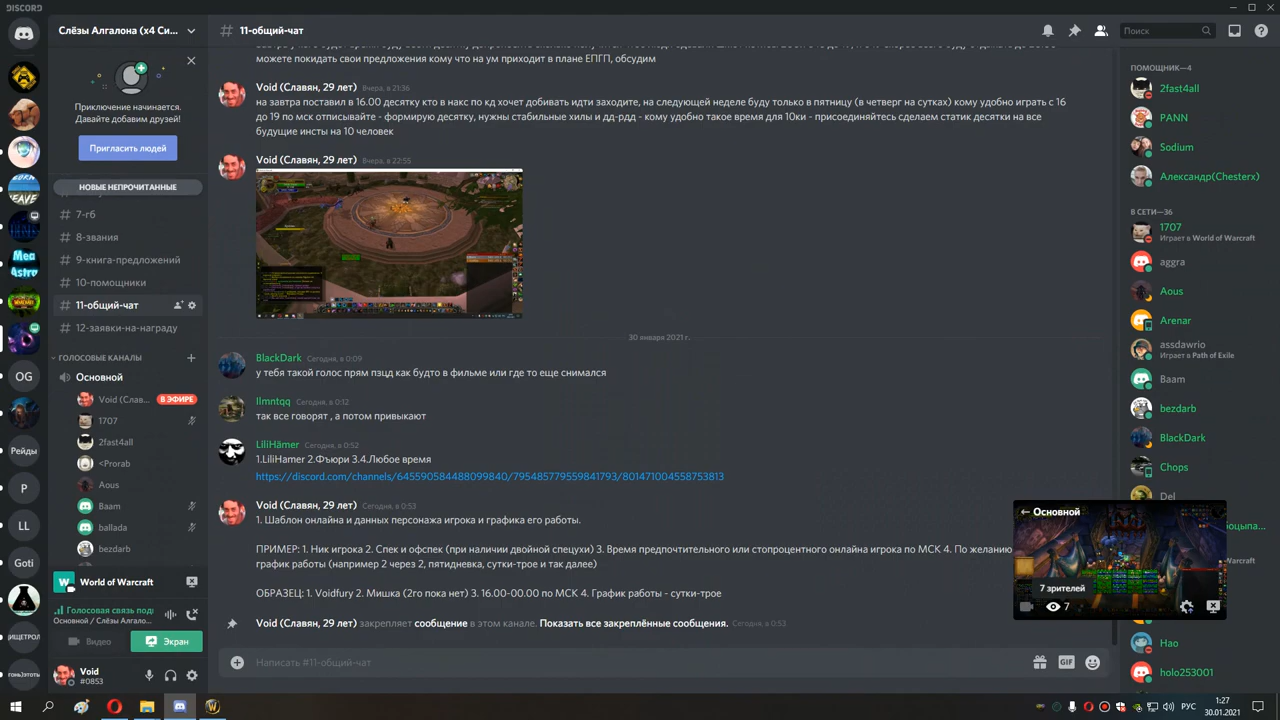 DISCORD
Слёзы Алгалона (x4 Си...
11-общий-чат
Поиск
Приключение начинается.
Давайте добавим друзей!
Пригласить людей
НОВЫЕ НЕПРОЧИТАННЫЕ
7-гб
8-звания
9-книга-предложений
10-помощники
11-общий-чат
12-заявки-на-награду
ГОЛОСОВЫЕ КАНАЛЫ
Основной
Void (Слав...
В ЭФИРЕ
1707
2fast4all
<Prorab
Aous
Baam
ballada
bezdarb
World of Warcraft
Голосовая связь подк
Основной / Слёзы Алгало...
Видео
Экран
Void
#0853
OG
Рейды
Р
LL
Goti
можете покидать свои предложения кому что на ум приходит в плане ЕПГП, обсудим
Void (Славян, 29 лет) Вчера, в 21:36
на завтра поставил в 16.00 десятку кто в накс по кд хочет добивать идти заходите, на следующей неделе буду только в пятницу (в четверг на сутках) кому удобно играть с 16
до 19 по мск отписывайте - формирую десятку, нужны стабильные хилы и дд-рдд - кому удобно такое время для 10ки - присоединяйтесь сделаем статик десятки на все
будущие инсты на 10 человек
Void (Славян, 29 лет) Вчера, в 22:55
30 января 2021 г.
BlackDark Сегодня, в 0:09
у тебя такой голос прям пзцд как будто в фильме или где то еще снимался
Ilmntqq Сегодня, в 0:12
так все говорят , а потом привыкают
LiliHämer Сегодня, в 0:52
1.LiliHamer 2.Фъюри 3.4.Любое время
https://discord.com/channels/645590584488099840/795485779559841793/801471004558753813
Void (Славян, 29 лет) Сегодня, в 0:53
1. Шаблон онлайна и данных персонажа игрока и графика его работы.
ПРИМЕР: 1. Ник игрока 2. Спек и офспек (при наличии двойной спецухи) 3. Время предпочтительного или стопроцентного онлайна игрока по МСК 4. По желанию
график работы (например 2 через 2, пятидневка, сутки-трое и так далее)
ОБРАЗЕЦ: 1. Voidfury 2. Мишка (2то поке нет) 3. 16.00-00.00 по МСК 4. График работы - сутки-трое
Void (Славян, 29 лет) закрепляет сообщение в этом канале. Показать все закреплённые сообщения. Сегодня, в 0:53
Написать #11-общий-чат
GIF
ПОМОЩНИК—4
2fast4all
PANN
Sodium
Александр(Chesterx)
В СЕТИ—36
1707
Играет в World of Warcraft
aggra
Aous
Arenar
assdawrio
Играет в Path of Exile
Baam
bezdarb
BlackDark
Chops
Del
Основной
7 зрителей
7
Hao
holo253001
РУС
1:27
30.01.2021